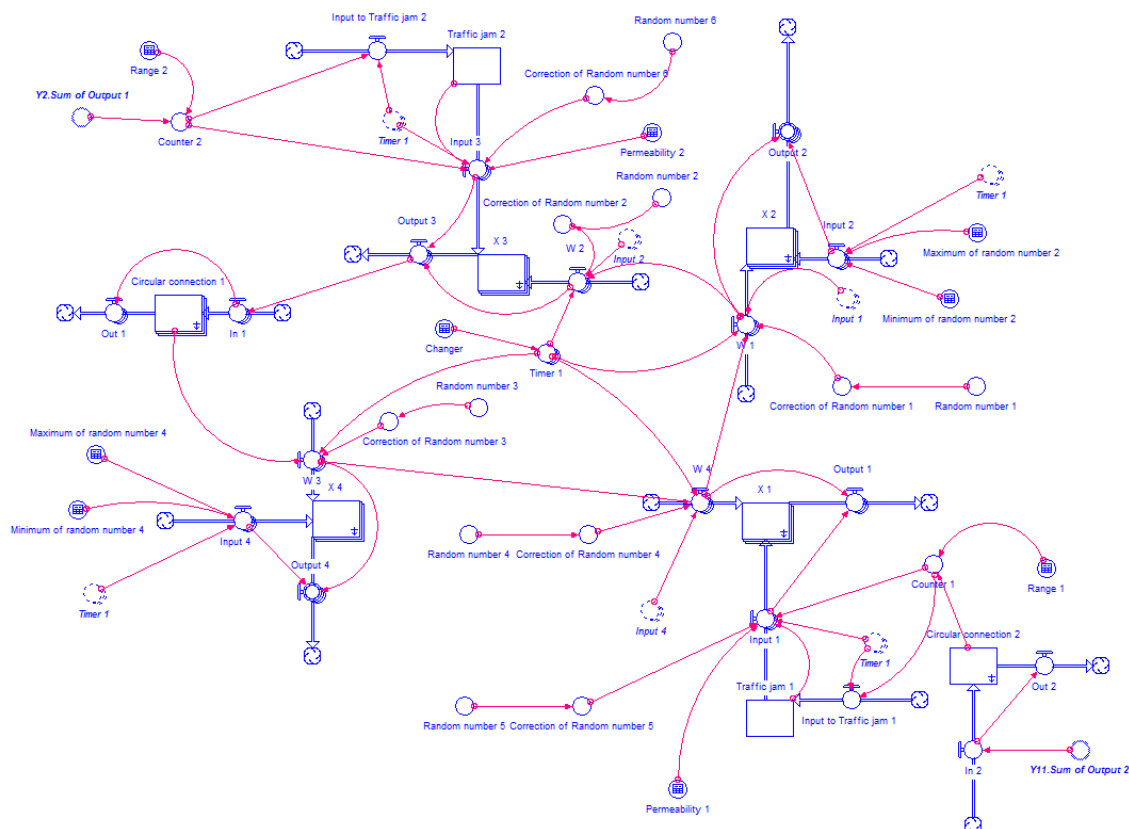 Input to Traffic jam 2
Random number 6
Traffic jam 2
Range 2
Correction of Random number 6
Y2.Sum of Output 1
Counter 2
Timer 1
Input 3
Permeability 2
Output 2
Random number 2
Timer 1
Correction of Random number 2
Output 3
X 3
W 2
X 2
Input 2
Input 2
Maximum of random number 2
Circular connection 1
Out 1
In 1
Input 1
Minimum of random number 2
W 1
Changer
Timer 1
Random number 3
Correction of Random number 1
Random number 1
Maximum of random number 4
Correction of Random number 3
W 3
X 4
W 4
X 1
Output 1
Minimum of random number 4
Input 4
Random number 4
Correction of Random number 4
Output 4
Counter 1
Range 1
Timer 1
Input 4
Input 1
Circular connection 2
Timer 1
Traffic jam 1
Out 2
Random number 5
Correction of Random number 5
Input to Traffic jam 1
In 2
Y11.Sum of Output 2
Permeability 1